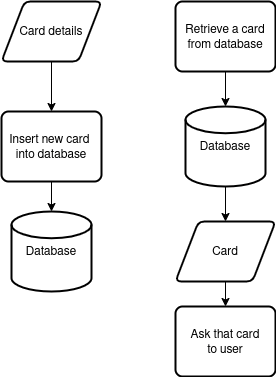 Card details
Insert new card
into database
Database
Retrieve a card
from database
Database
Card
Ask that card
to user